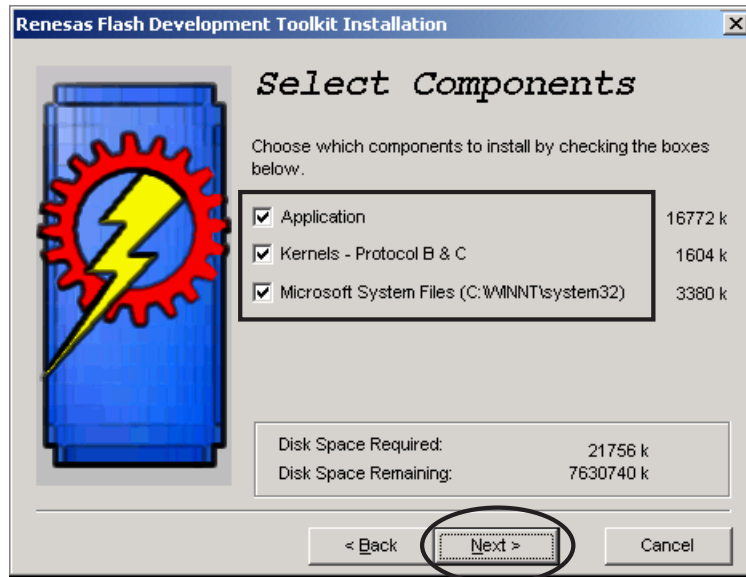 Renesas Flash Development Toolkit Installation
Select Components
Choose which components to install by checking the boxes
below.
Application 16772 k
Kernels - Protocol B & C 1604 k
Microsoft System Files (C:\WINNT\system32) 3380 k
Disk Space Required: 21756 k
Disk Space Remaining: 7630740 k
< Back Next > Cancel